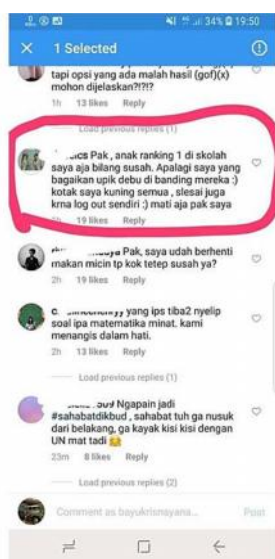 34% 19:50
1 Selected
tapi opsi yang ada malah hasil (gof)(x)
mohon dijelaskan?!?!?
1h 13 likes Reply
Load previous replies (1)
Pak , anak ranking 1 di skolah
saya aja bilang susah. Apalagi saya yang
bagaikan upik debu di banding mereka :)
kotak saya kuning semua , slesai juga
krna log out sendiri :) mati aja pak saya
19 likes Reply
Pak, saya udah berhenti
makan micin tp kok tetep susah ya?
2h 19 likes Reply
yang ips tiba2 nyelip
soal ipa matematika minat. kami
menangis dalam hati.
2h 13 likes Reply
Load previous replies (1)
Ngapain jadi
#sahabatdikbud , sahabat tuh ga nusuk
dari belakang, ga kayak kisi kisi dengan
UN mat tadi 😂
23m 8 likes Reply
Load previous replies (2)
Comment as bayukrisnayana... Post